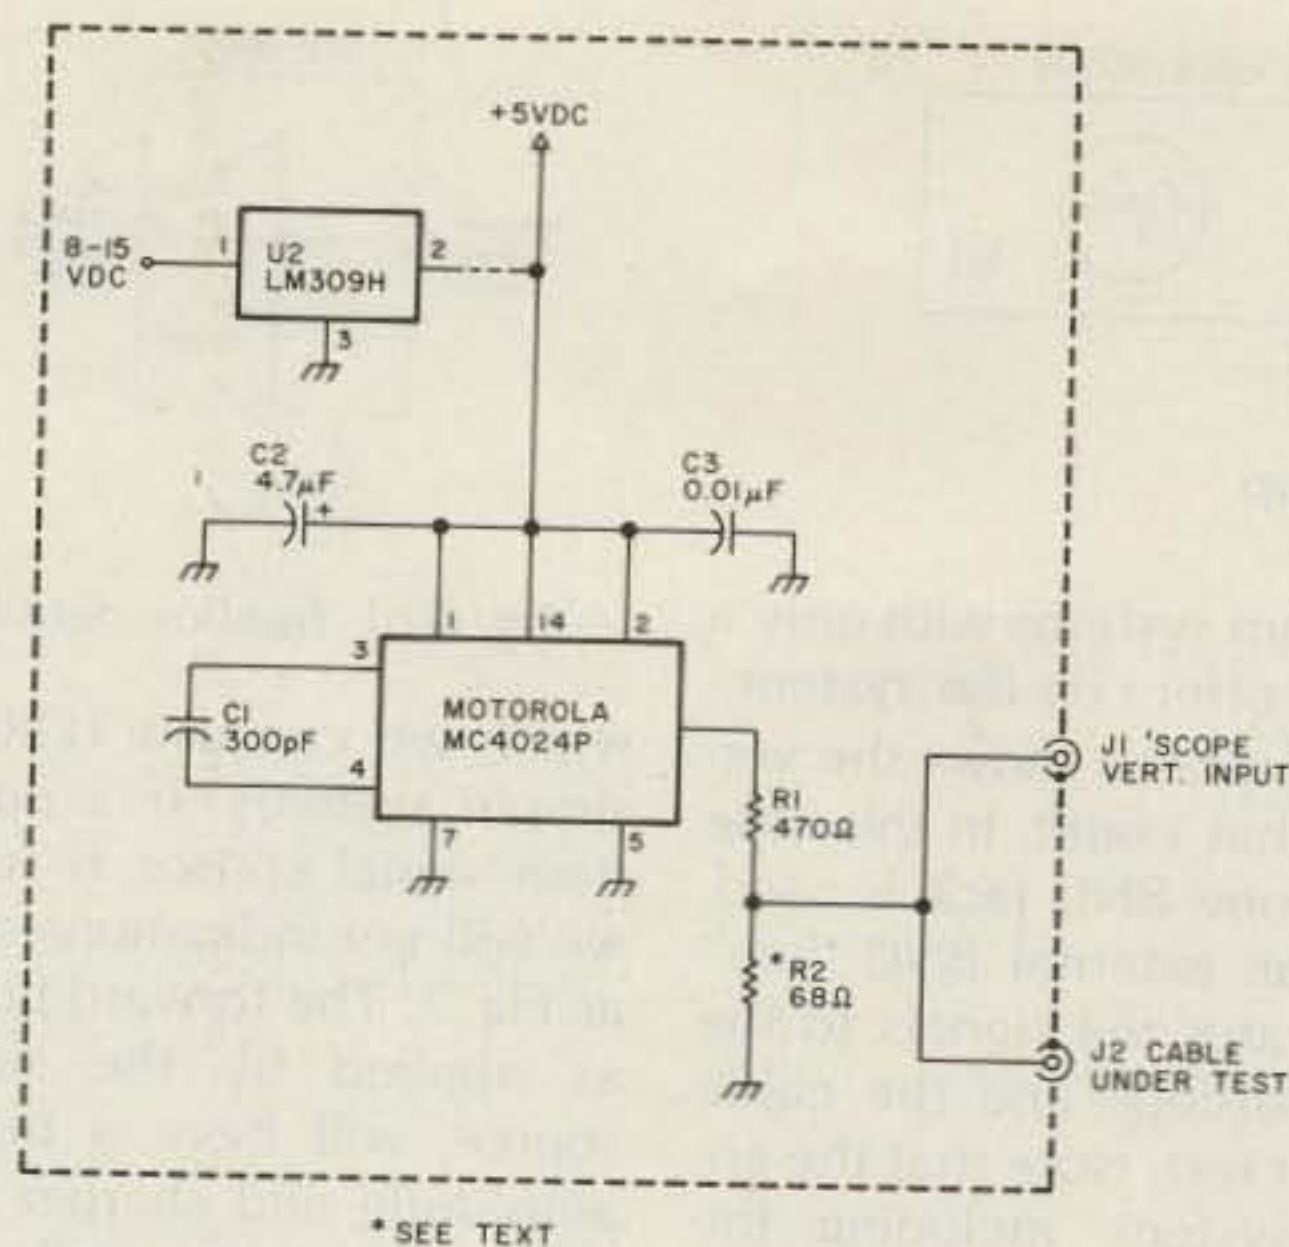 +5VDC
8-15
VDC
1
U2
LM309H
2
3
C2
4.7µF
+
C3
0.01µF
1
14
2
3
C1
300pF
4
MOTOROLA
MC4024P
7
5
R1
470Ω
*R2
68Ω
J1 'SCOPE
VERT. INPUT
J2 CABLE
UNDER TEST
*SEE TEXT